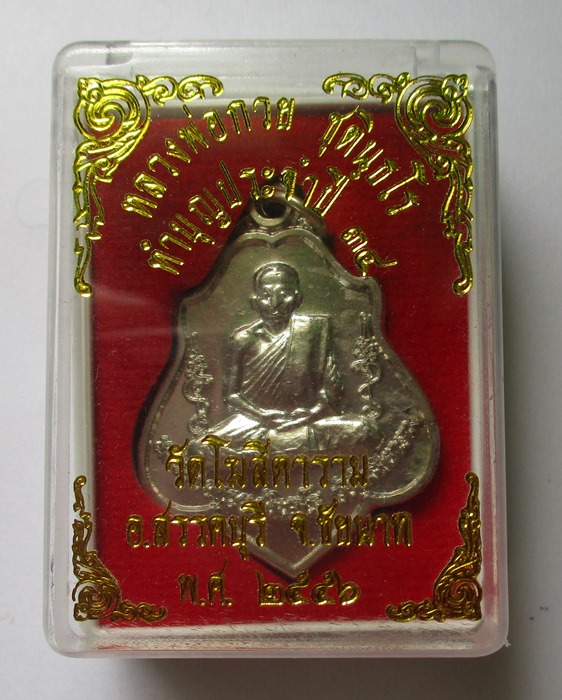 หลวงพ่อกวย ชุตินฺธโร
ทำบุญประจำปี ๓๔
วัดโฆสิตาราม
อ.สรรคบุรี จ.ชัยนาท
พ.ศ. ๒๕๕๖